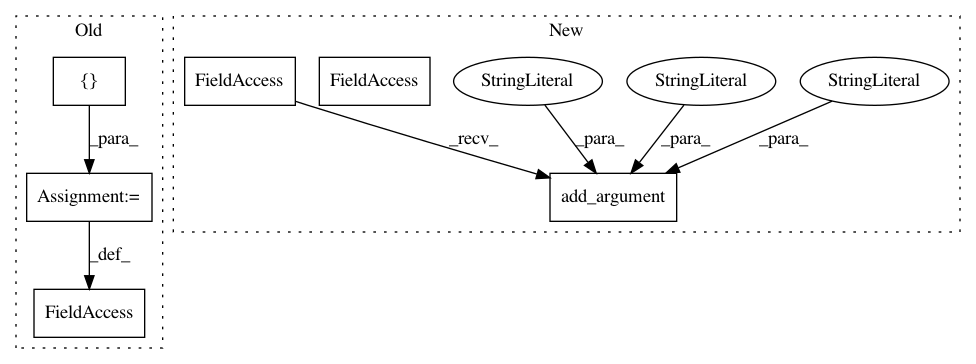 Old
New
{}
FieldAccess
FieldAccess
StringLiteral
StringLiteral
StringLiteral
_para_
_recv_
_para_
_para_
_para_
Assignment:=
add_argument
_def_
FieldAccess